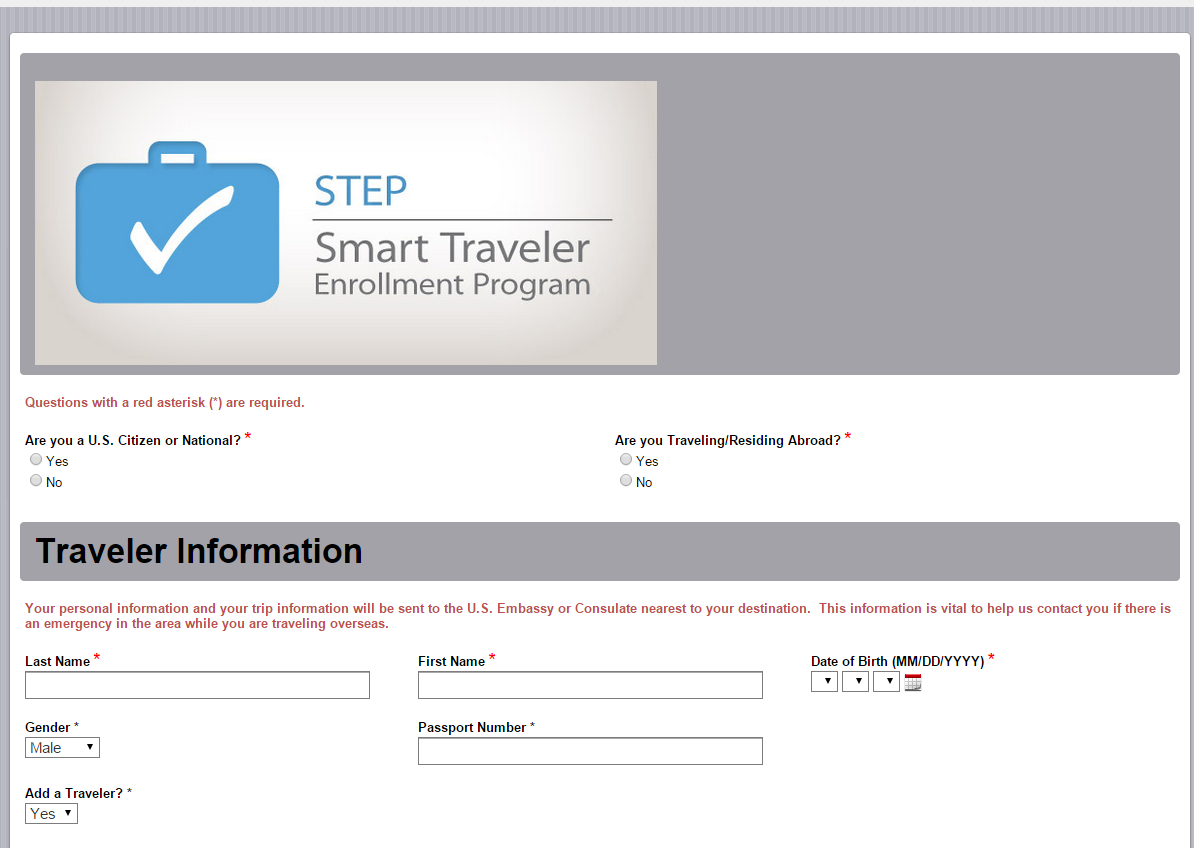 STEP
Smart Traveler
Enrollment Program
Questions with a red asterisk (*) are required.
Are you a U.S. Citizen or National? *
Yes
No
Are you Traveling/Residing Abroad? *
Yes
No
Traveler Information
Your personal information and your trip information will be sent to the U.S. Embassy or Consulate nearest to your destination.  This information is vital to help us contact you if there is
an emergency in the area while you are traveling overseas.
Last Name *
First Name *
Date of Birth (MM/DD/YYYY) *
Gender *
Male
Passport Number *
Add a Traveler? *
Yes